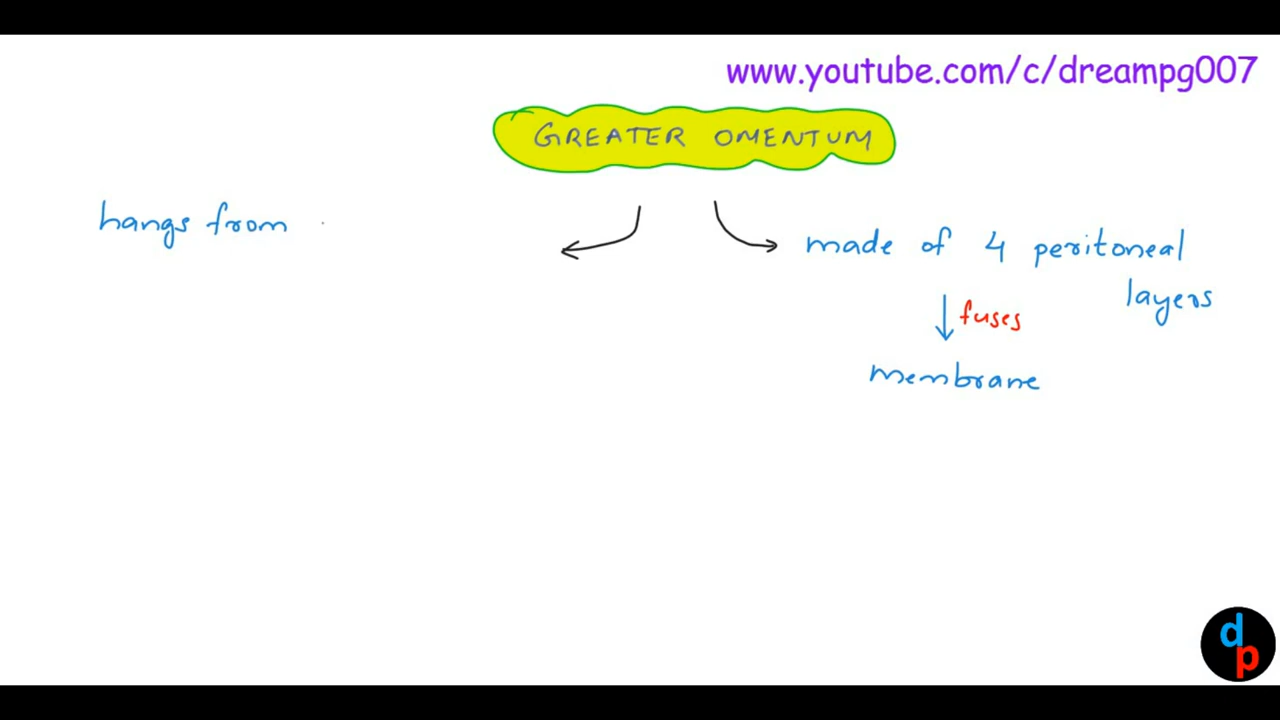 www.youtube.com/c/dreampg007
GREATER OMENTUM
hangs from
made of 4 peritoneal
layers
fuses
membrane
dp